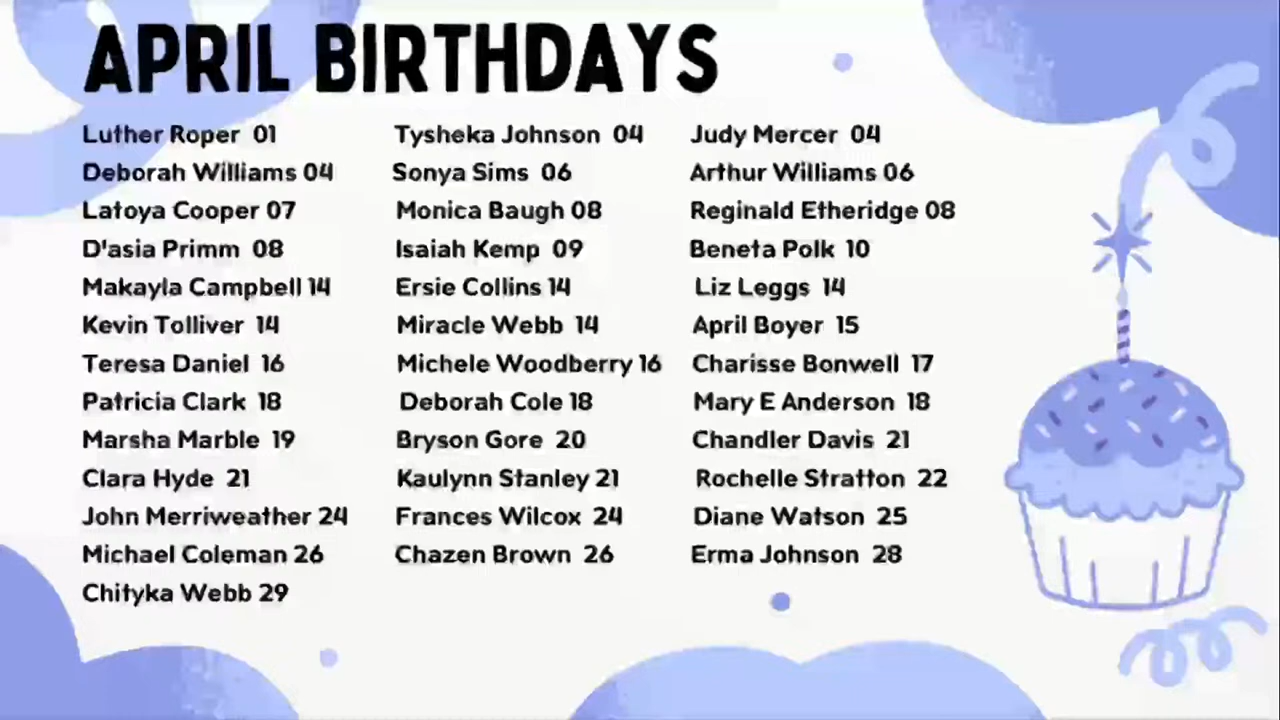 APRIL BIRTHDAYS
Luther Roper 01 Tysheka Johnson 04 Judy Mercer 04
Deborah Williams 04 Sonya Sims 06 Arthur Williams 06
Latoya Cooper 07 Monica Baugh 08 Reginald Etheridge 08
D'asia Primm 08 Isaiah Kemp 09 Beneta Polk 10
Makayla Campbell 14 Ersie Collins 14 Liz Leggs 14
Kevin Tolliver 14 Miracle Webb 14 April Boyer 15
Teresa Daniel 16 Michele Woodberry 16 Charisse Bonwell 17
Patricia Clark 18 Deborah Cole 18 Mary E Anderson 18
Marsha Marble 19 Bryson Gore 20 Chandler Davis 21
Clara Hyde 21 Kaulynn Stanley 21 Rochelle Stratton 22
John Merriweather 24 Frances Wilcox 24 Diane Watson 25
Michael Coleman 26 Chazen Brown 26 Erma Johnson 28
Chityka Webb 29